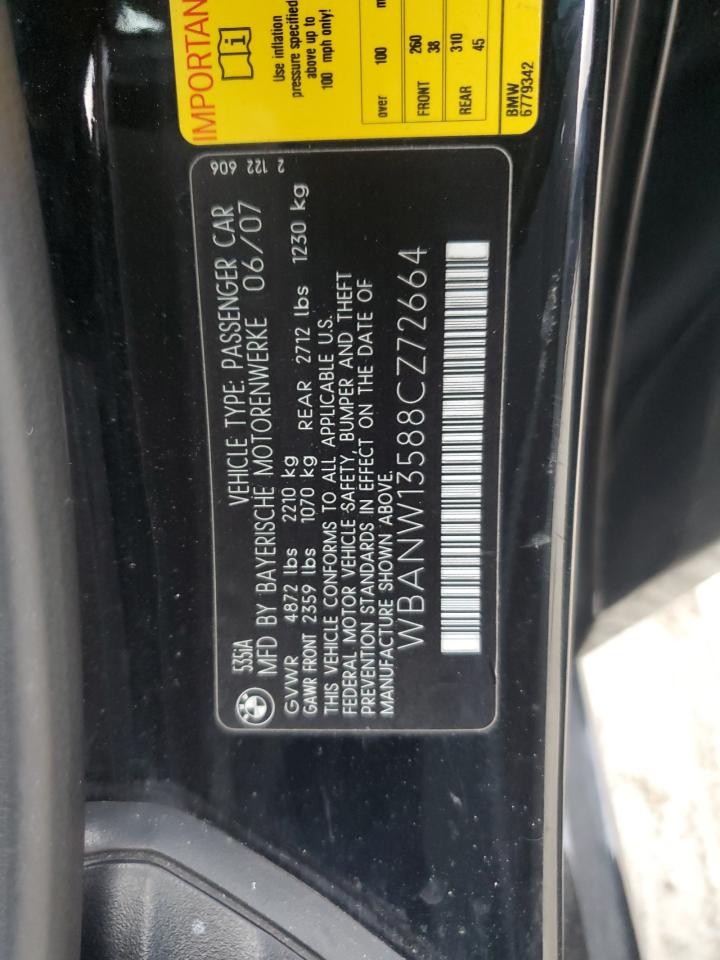 535iA
VEHICLE TYPE: PASSENGER CAR
MFD BY BAYERISCHE MOTORENWERKE 06/07
GVWR 4872 lbs 2210 kg
GAWR FRONT 2359 lbs 1070 kg REAR 2712 lbs 1230 kg
THIS VEHICLE CONFORMS TO ALL APPLICABLE U.S.
FEDERAL MOTOR VEHICLE SAFETY, BUMPER AND THEFT
PREVENTION STANDARDS IN EFFECT ON THE DATE OF
MANUFACTURE SHOWN ABOVE.
WBANW13588CZ72664
2 122 606
IMPORTAN
Use inflation
pressure specified
above up to
100 mph only!
over 100 m
FRONT 260
38
REAR 310
45
BMW
6779342